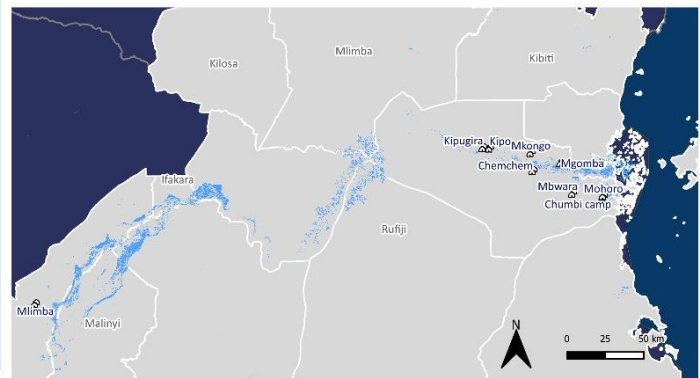 Mlimba
Kibiti
Kilosa
Kipugira Kipo
Mkongo
Chemchem
Mgomba
Ifakara
Mbwara
Mohoro
Chumbi camp
Rufiji
Mlimba
Malinyi
N
0 25 50 km